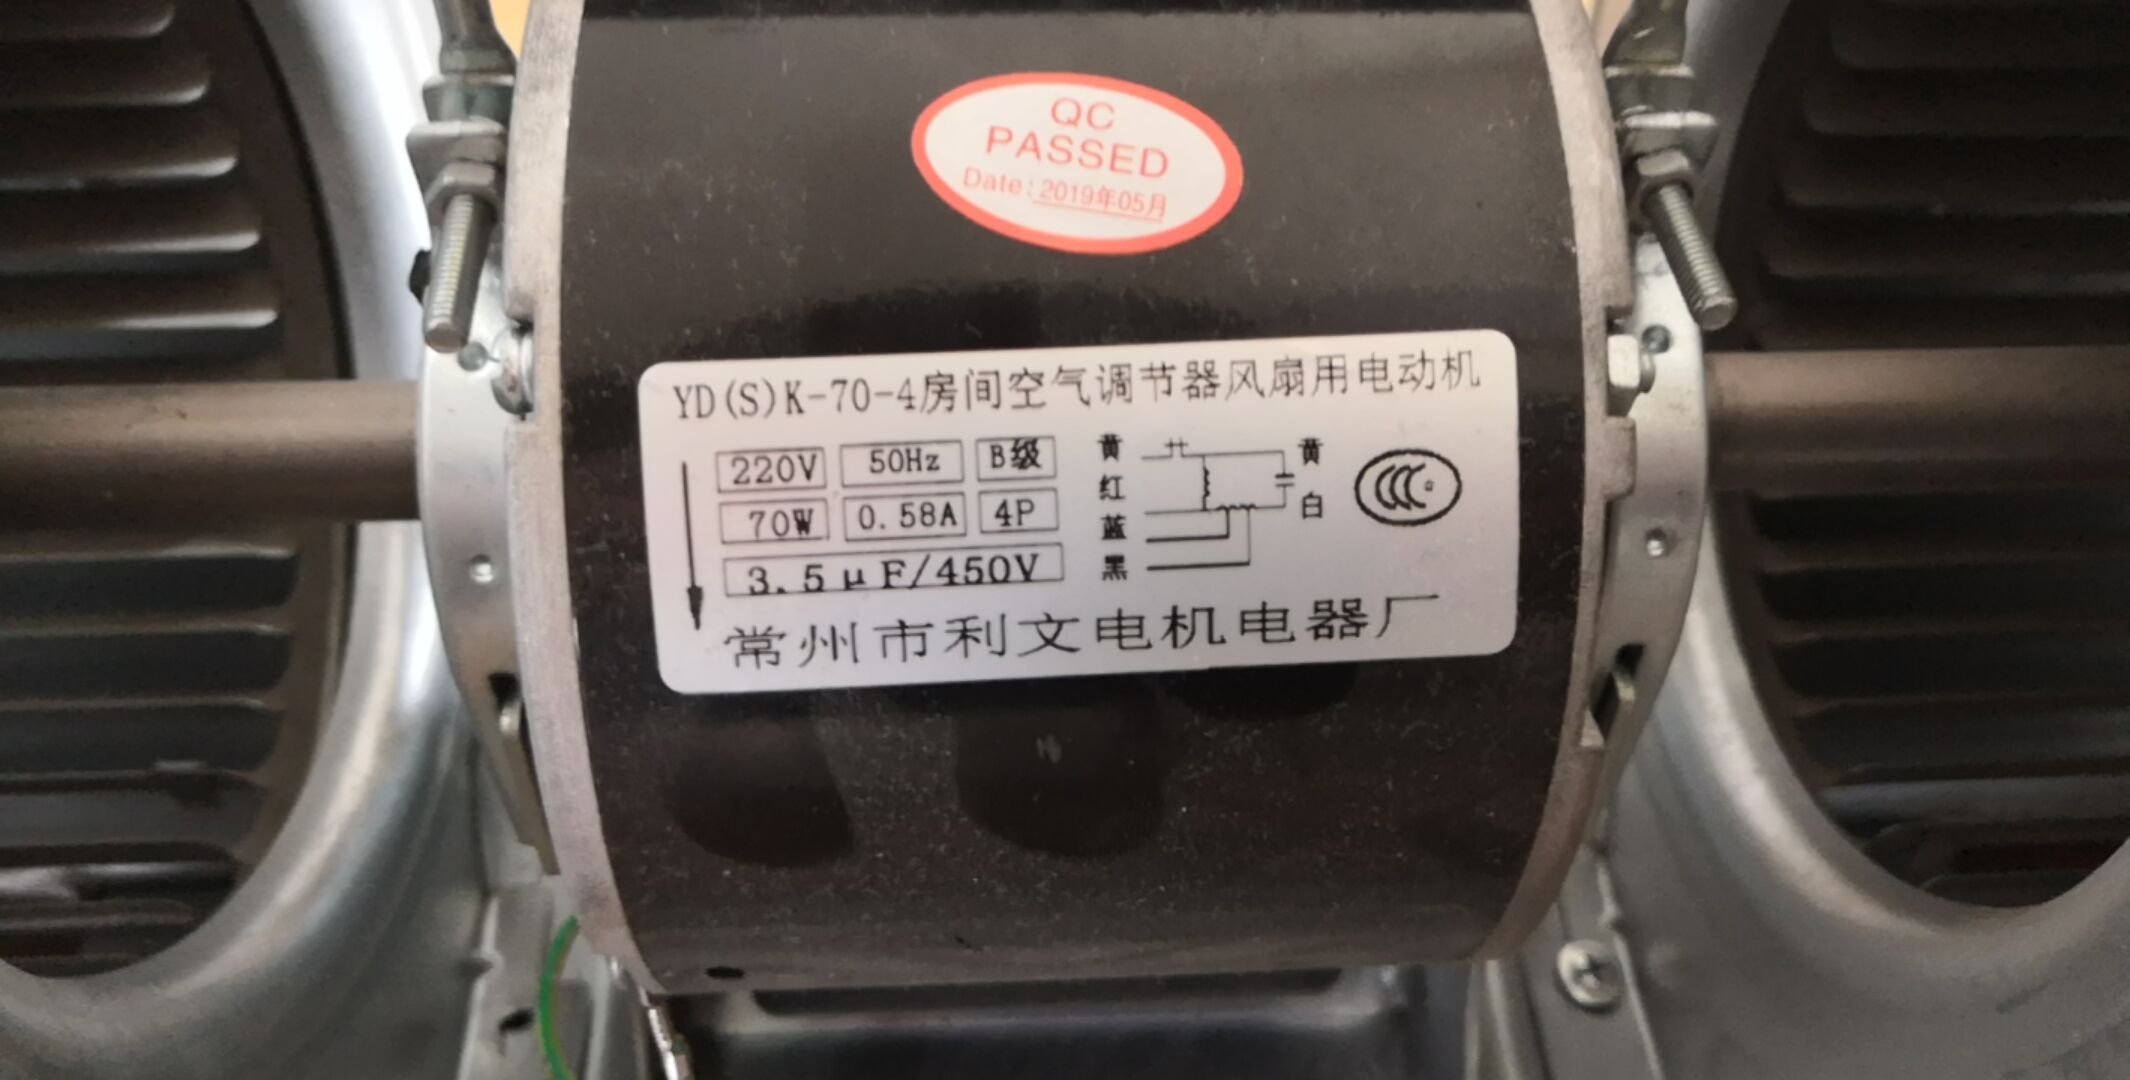 QC
PASSED
Date: 2019年05月
YD(S)K-70-4房间空气调节器风扇用电动机
220V 50Hz B级
70W 0.58A 4P
3.5μF/450V
黄 黄
红 白
蓝
黑
CCC
常州市利文电机电器厂